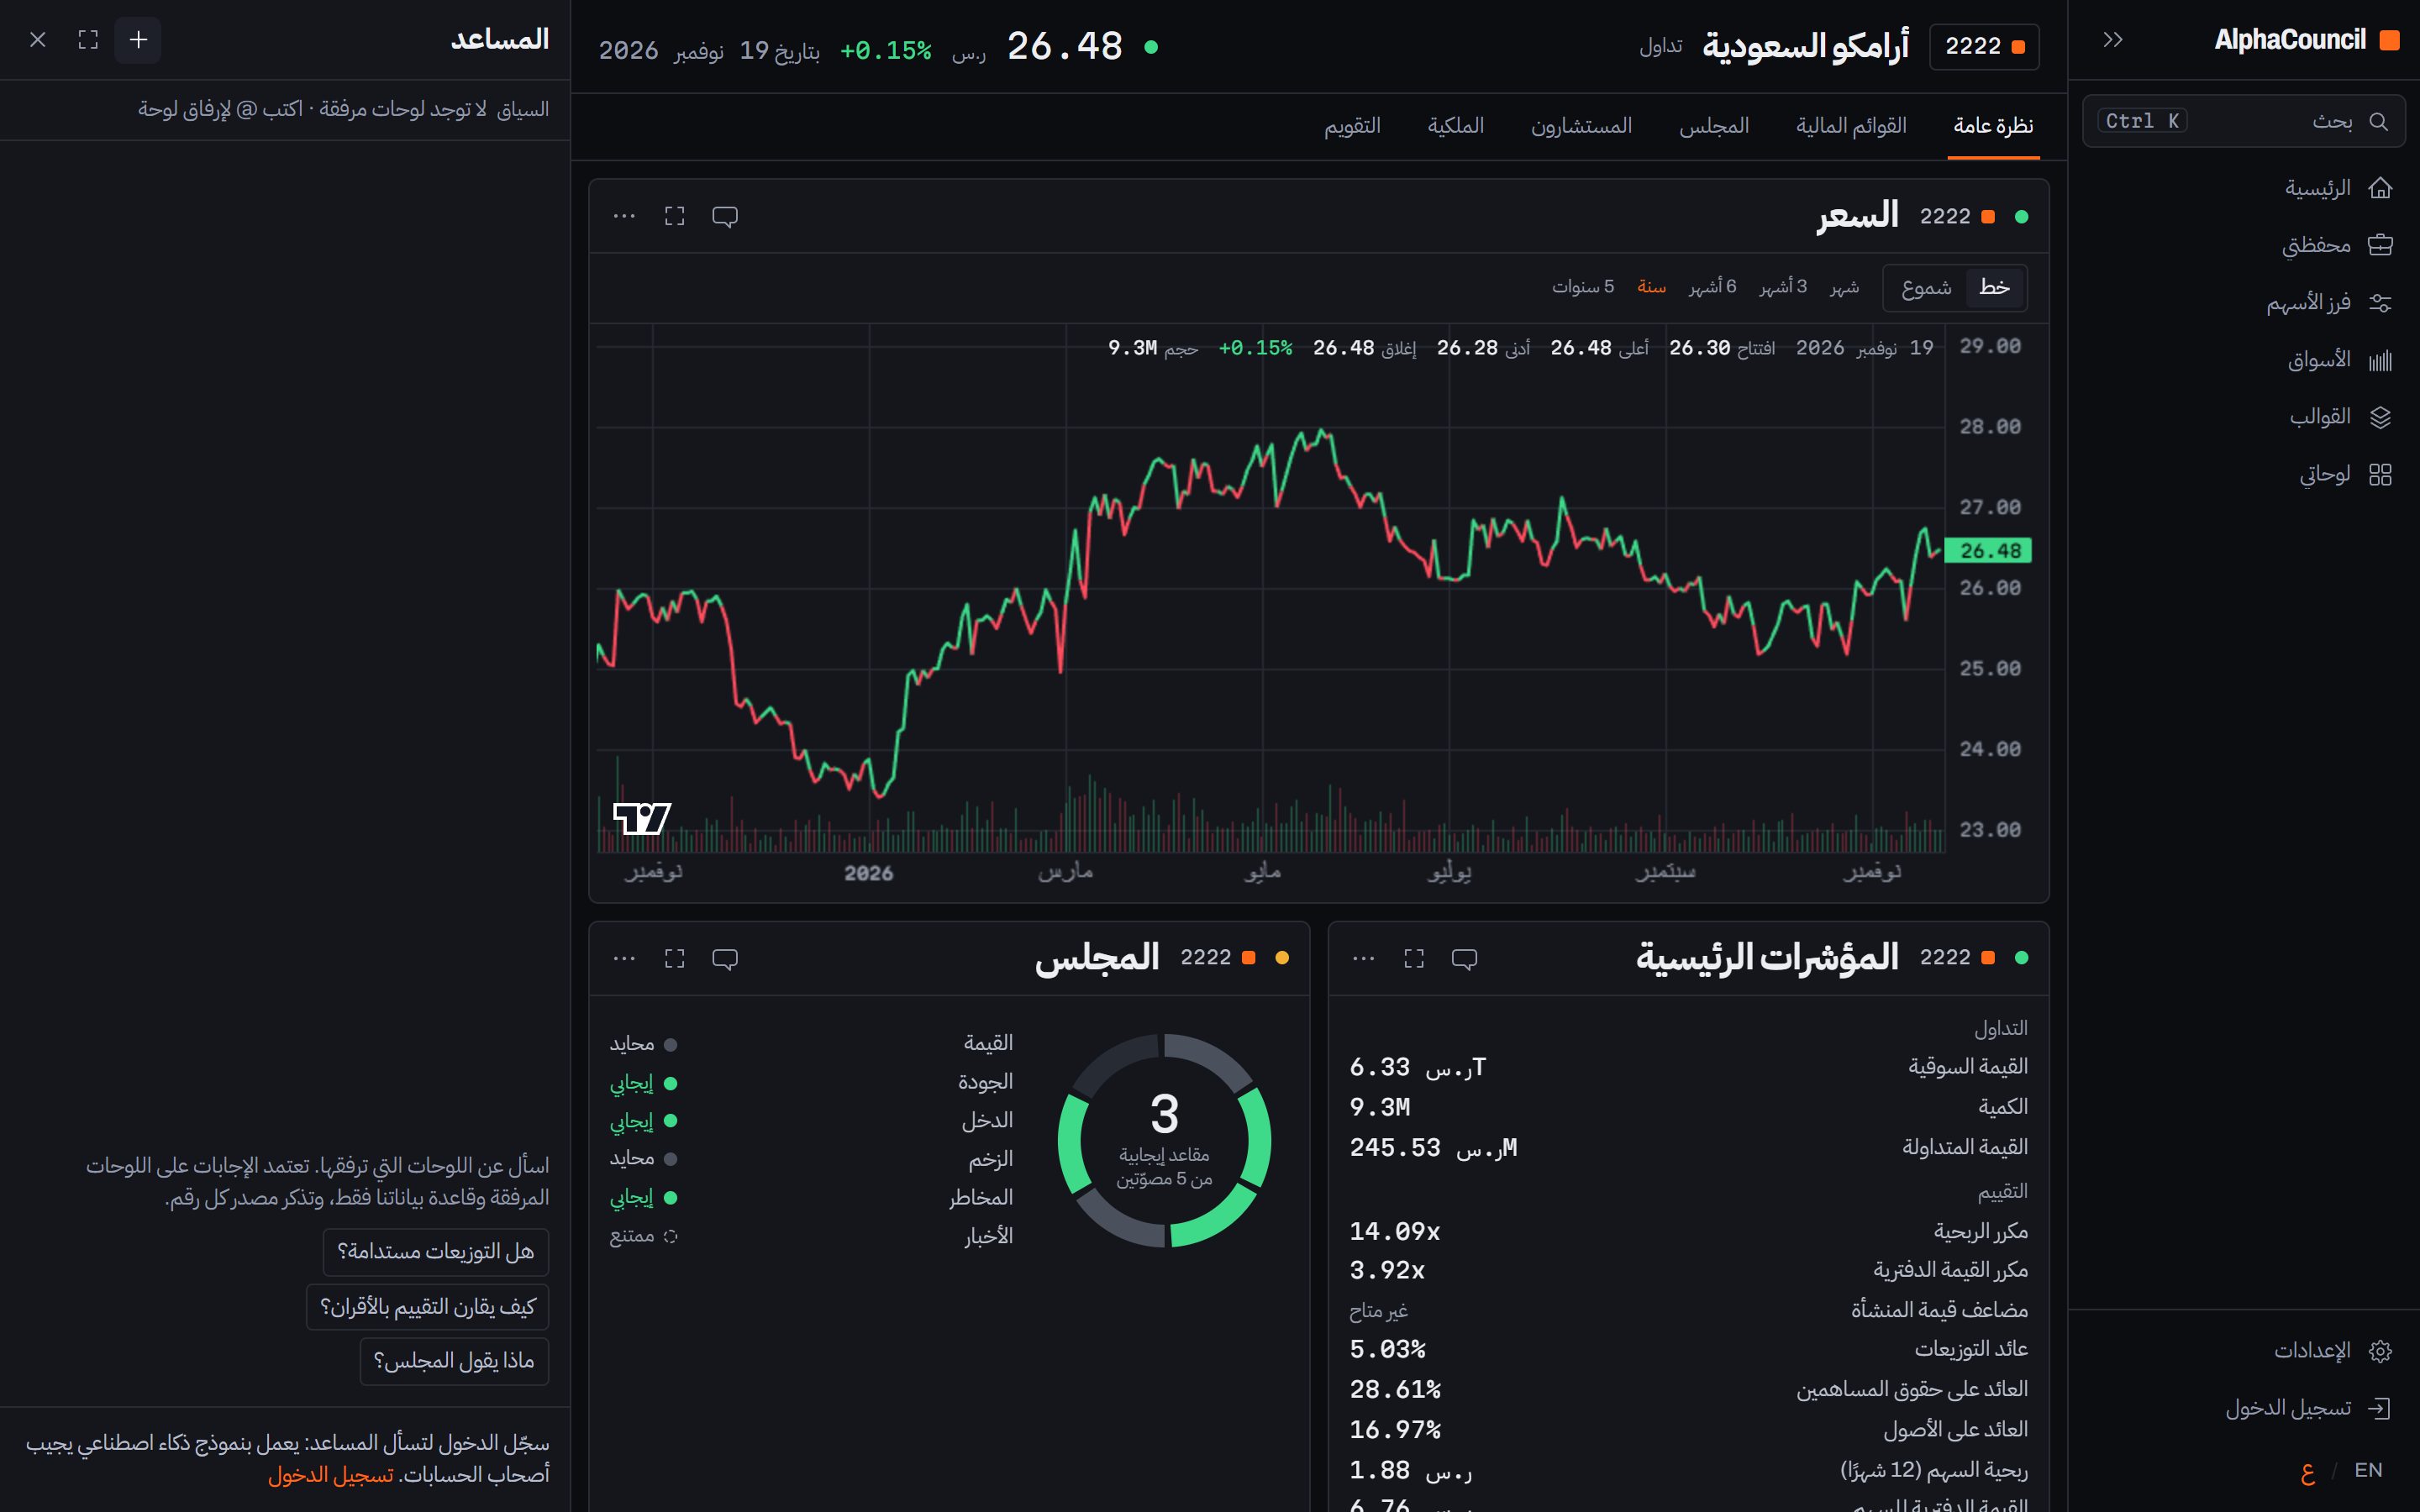 AlphaCouncil
بحث Ctrl K
الرئيسية
محفظتي
فرز الأسهم
الأسواق
القوالب
لوحاتي
الإعدادات
تسجيل الدخول
EN / ع
2222 أرامكو السعودية تداول
26.48 ر.س +0.15% بتاريخ 19 نوفمبر 2026
نظرة عامة القوائم المالية المجلس المستشارون الملكية التقويم
2222 السعر
خط شموع شهر 3 أشهر 6 أشهر سنة 5 سنوات
19 نوفمبر 2026 افتتاح 26.30 أعلى 26.48 أدنى 26.28 إغلاق 26.48 +0.15% حجم 9.3M
29.00
28.00
27.00
26.48
26.00
25.00
24.00
23.00
نوفمبر 2026 مارس مايو يوليو سبتمبر نوفمبر
2222 المؤشرات الرئيسية
التداول
القيمة السوقية 6.33 ر.سT
الكمية 9.3M
القيمة المتداولة 245.53 ر.سM
التقييم
مكرر الربحية 14.09x
مكرر القيمة الدفترية 3.92x
مضاعف قيمة المنشأة غير متاح
عائد التوزيعات 5.03%
العائد على حقوق المساهمين 28.61%
العائد على الأصول 16.97%
ربحية السهم (12 شهرًا) 1.88 ر.س
القيمة الدفترية للسهم 6.76
2222 المجلس
3
مقاعد إيجابية
من 5 مصوّتين
القيمة محايد
الجودة إيجابي
الدخل إيجابي
الزخم محايد
المخاطر إيجابي
الأخبار ممتنع
المساعد
السياق لا توجد لوحات مرفقة · اكتب @ لإرفاق لوحة
اسأل عن اللوحات التي ترفقها. تعتمد الإجابات على اللوحات
المرفقة وقاعدة بياناتنا فقط، وتذكر مصدر كل رقم.
هل التوزيعات مستدامة؟
كيف يقارن التقييم بالأقران؟
ماذا يقول المجلس؟
سجّل الدخول لتسأل المساعد: يعمل بنموذج ذكاء اصطناعي يجيب
أصحاب الحسابات. تسجيل الدخول